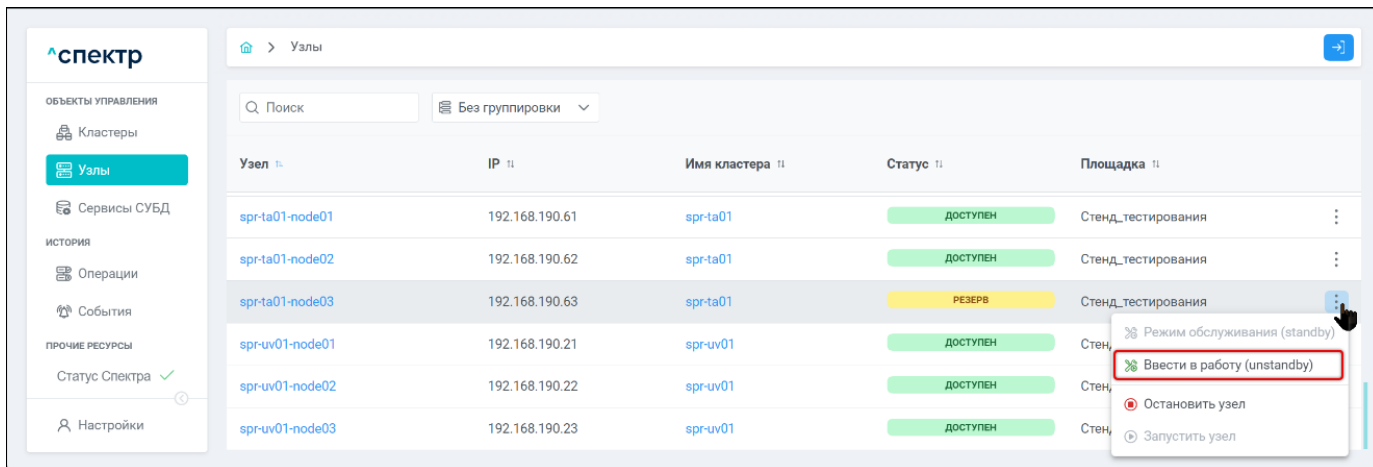 ^спектр
Узлы
ОБЪЕКТЫ УПРАВЛЕНИЯ
Кластеры
Узлы
Сервисы СУБД
ИСТОРИЯ
Операции
События
ПРОЧИЕ РЕСУРСЫ
Статус Спектра
Настройки
Поиск
Без группировки
Узел IP Имя кластера Статус Площадка
spr-ta01-node01 192.168.190.61 spr-ta01 ДОСТУПЕН Стенд_тестирования
spr-ta01-node02 192.168.190.62 spr-ta01 ДОСТУПЕН Стенд_тестирования
spr-ta01-node03 192.168.190.63 spr-ta01 РЕЗЕРВ Стенд_тестирования
spr-uv01-node01 192.168.190.21 spr-uv01 ДОСТУПЕН Стен
spr-uv01-node02 192.168.190.22 spr-uv01 ДОСТУПЕН Стен
spr-uv01-node03 192.168.190.23 spr-uv01 ДОСТУПЕН Стен
Режим обслуживания (standby)
Ввести в работу (unstandby)
Остановить узел
Запустить узел